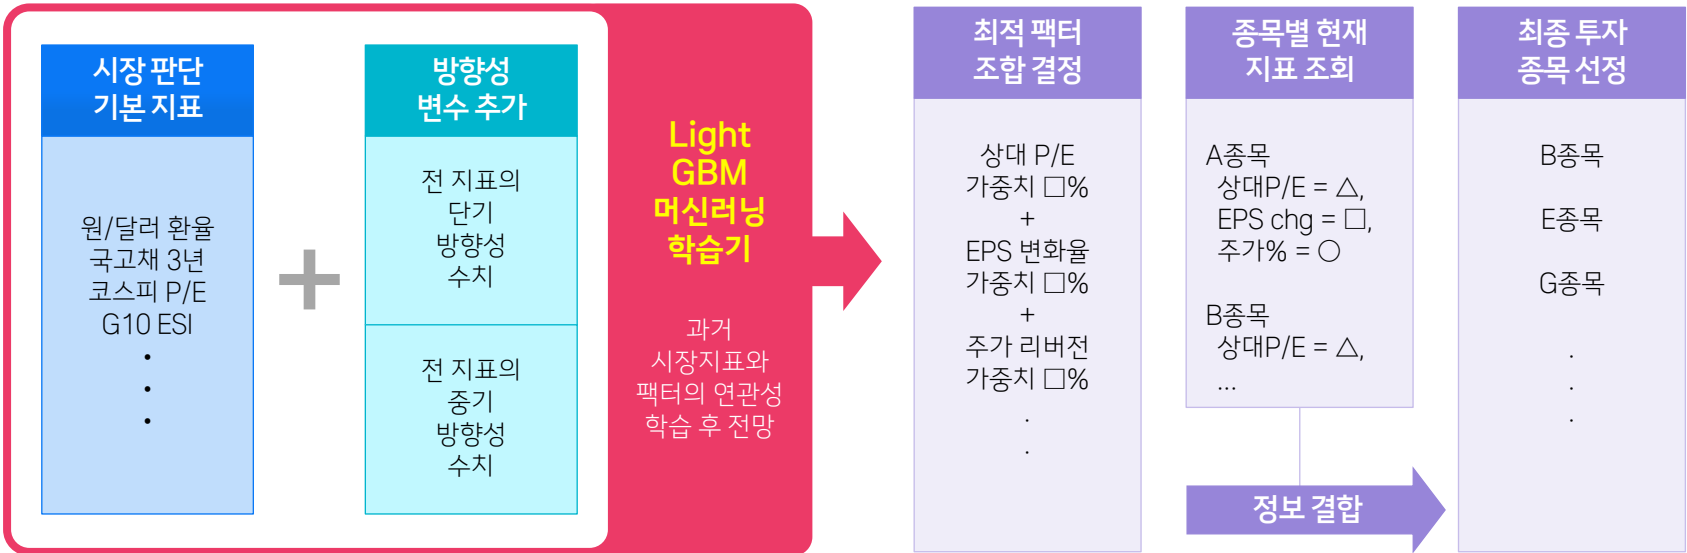 시장 판단
기본 지표
원/달러 환율
국고채 3년
코스피 P/E
G10 ESI
•
•
•
+
방향성
변수 추가
전 지표의
단기
방향성
수치
전 지표의
중기
방향성
수치
Light
GBM
머신러닝
학습기
과거
시장지표와
팩터의 연관성
학습 후 전망
최적 팩터
조합 결정
상대 P/E
가중치 □%
+
EPS 변화율
가중치 □%
+
주가 리버전
가중치 □%
.
.
종목별 현재
지표 조회
A종목
상대P/E = △,
EPS chg = □,
주가% = ○
B종목
상대P/E = △,
...
정보 결합
최종 투자
종목 선정
B종목
E종목
G종목
.
.
.